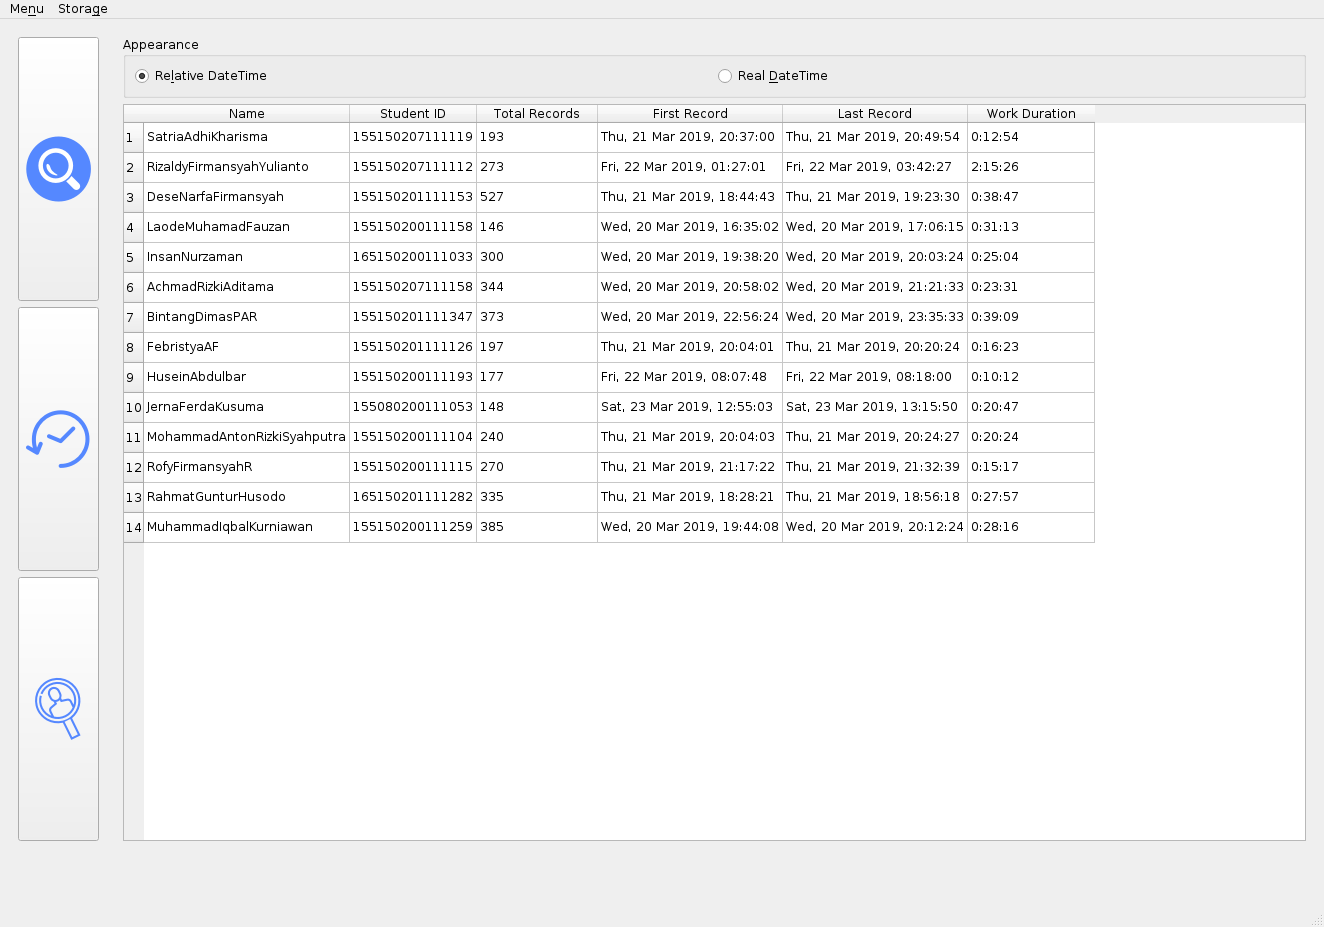 Menu Storage
Appearance
Relative DateTime Real DateTime
Name Student ID Total Records First Record Last Record Work Duration
1 SatriaAdhiKharisma 155150207111119 193 Thu, 21 Mar 2019, 20:37:00 Thu, 21 Mar 2019, 20:49:54 0:12:54
2 RizaldyFirmansyahYulianto 155150207111112 273 Fri, 22 Mar 2019, 01:27:01 Fri, 22 Mar 2019, 03:42:27 2:15:26
3 DeseNarfaFirmansyah 155150201111153 527 Thu, 21 Mar 2019, 18:44:43 Thu, 21 Mar 2019, 19:23:30 0:38:47
4 LaodeMuhamadFauzan 155150200111158 146 Wed, 20 Mar 2019, 16:35:02 Wed, 20 Mar 2019, 17:06:15 0:31:13
5 InsanNurzaman 165150200111033 300 Wed, 20 Mar 2019, 19:38:20 Wed, 20 Mar 2019, 20:03:24 0:25:04
6 AchmadRizkiAditama 155150207111158 344 Wed, 20 Mar 2019, 20:58:02 Wed, 20 Mar 2019, 21:21:33 0:23:31
7 BintangDimasPAR 155150201111347 373 Wed, 20 Mar 2019, 22:56:24 Wed, 20 Mar 2019, 23:35:33 0:39:09
8 FebristyaAF 155150201111126 197 Thu, 21 Mar 2019, 20:04:01 Thu, 21 Mar 2019, 20:20:24 0:16:23
9 HuseinAbdulbar 155150200111193 177 Fri, 22 Mar 2019, 08:07:48 Fri, 22 Mar 2019, 08:18:00 0:10:12
10 JernaFerdaKusuma 155080200111053 148 Sat, 23 Mar 2019, 12:55:03 Sat, 23 Mar 2019, 13:15:50 0:20:47
11 MohammadAntonRizkiSyahputra 155150200111104 240 Thu, 21 Mar 2019, 20:04:03 Thu, 21 Mar 2019, 20:24:27 0:20:24
12 RofyFirmansyahR 155150200111115 270 Thu, 21 Mar 2019, 21:17:22 Thu, 21 Mar 2019, 21:32:39 0:15:17
13 RahmatGunturHusodo 165150201111282 335 Thu, 21 Mar 2019, 18:28:21 Thu, 21 Mar 2019, 18:56:18 0:27:57
14 MuhammadIqbalKurniawan 155150200111259 385 Wed, 20 Mar 2019, 19:44:08 Wed, 20 Mar 2019, 20:12:24 0:28:16